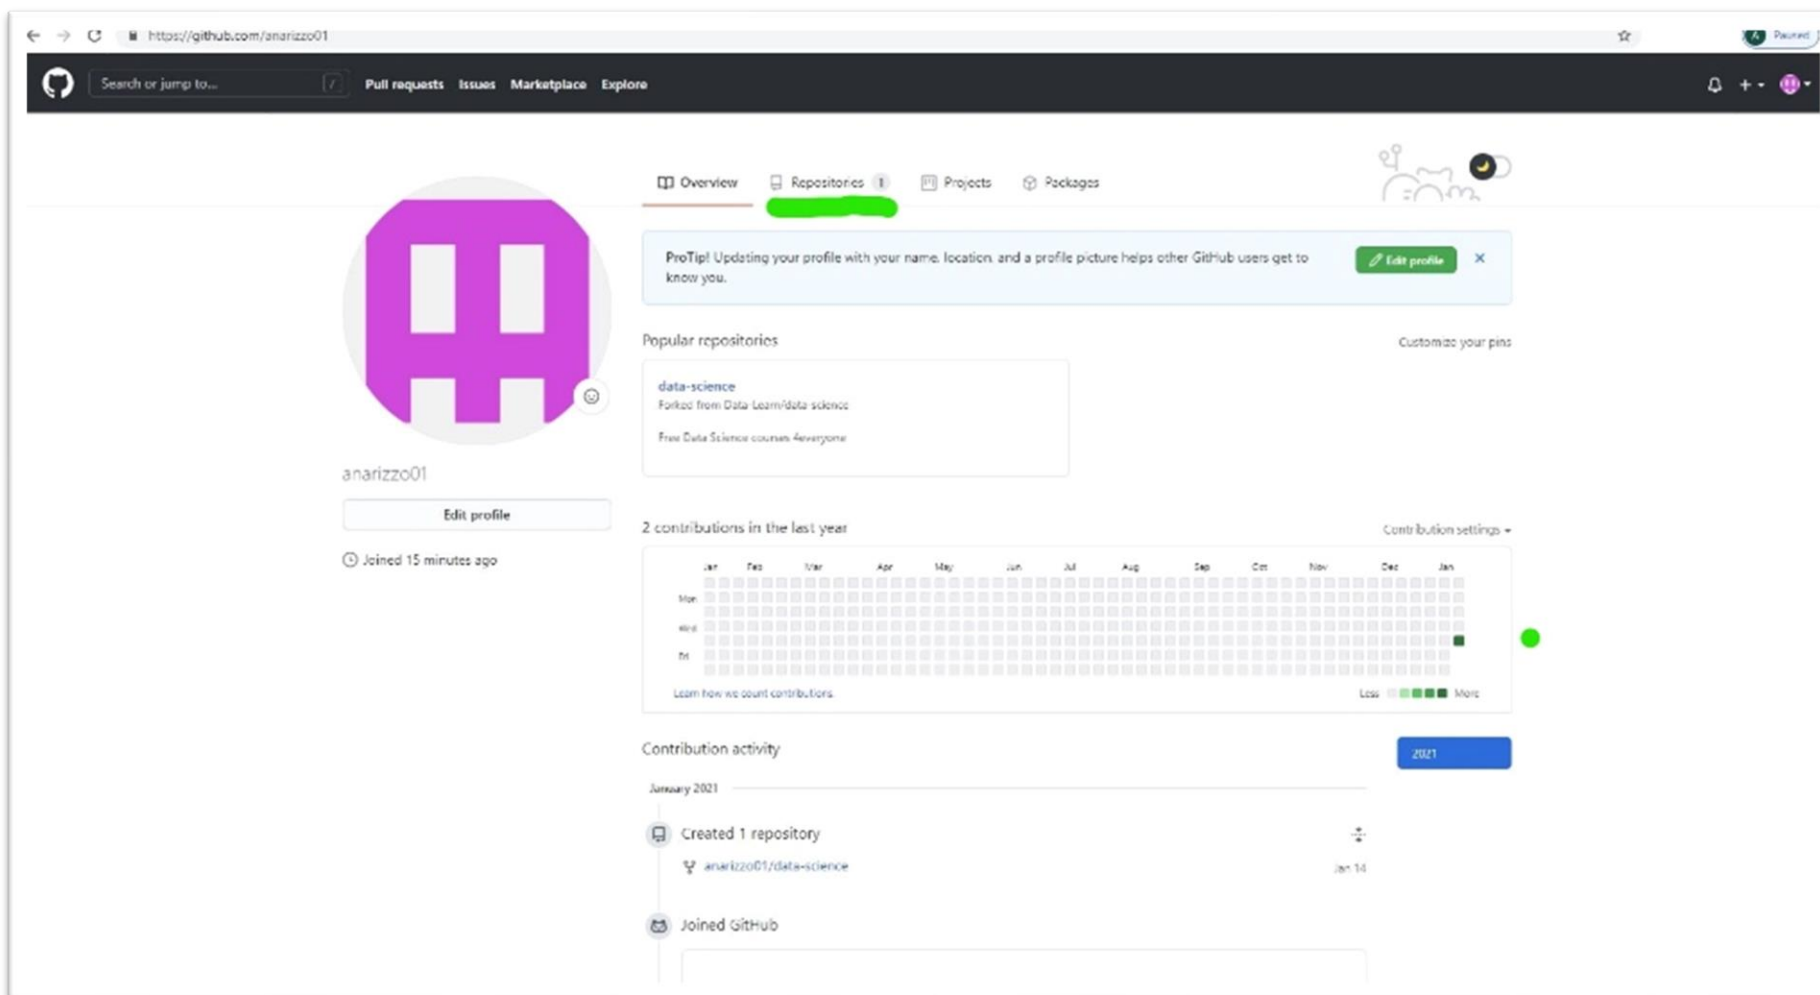 https://github.com/anarizzo01
Paused
Search or jump to... / Pull requests Issues Marketplace Explore
Overview Repositories 1 Projects Packages
ProTip! Updating your profile with your name, location, and a profile picture helps other GitHub users get to
know you.
Edit profile
Popular repositories
Customize your pins
data-science
Forked from Data-Learn/data-science
Free Data Science courses 4everyone
anarizzo01
Edit profile
Joined 15 minutes ago
2 contributions in the last year
Contribution settings
Jan Feb Mar Apr May Jun Jul Aug Sep Oct Nov Dec Jan
Mon
Wed
Fri
Learn how we count contributions.
Less More
Contribution activity
2021
January 2021
Created 1 repository
anarizzo01/data-science
Jan 14
Joined GitHub